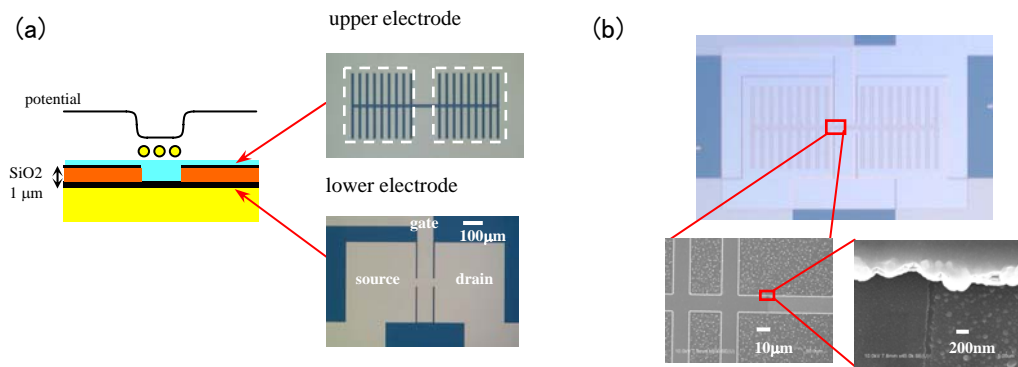 (a)
upper electrode
potential
SiO2
1 μm
lower electrode
gate
100μm
source
drain
(b)
10μm
200nm